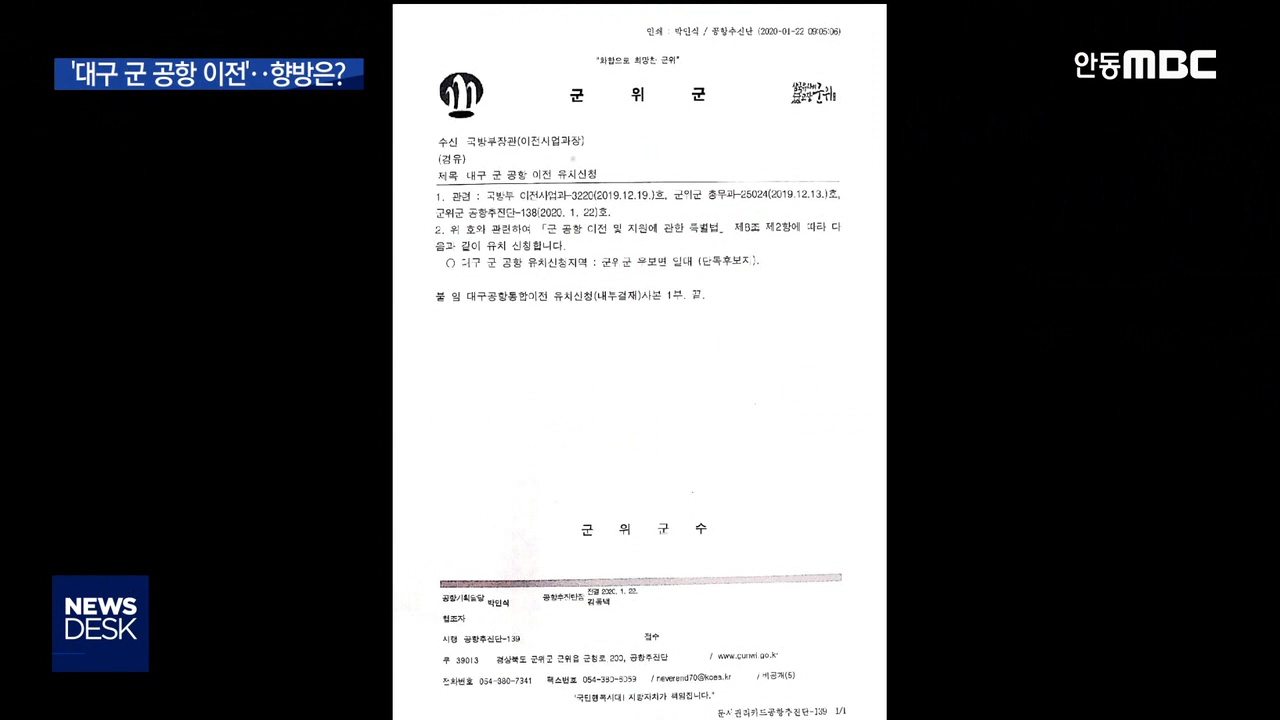 '대구 군 공항 이전'‥향방은?
안동MBC
인쇄 : 박민식 / 공항추진단 (2020-01-22 09:05:06)
"화합으로 희망찬 군위"
군 위 군
수신 국방부장관(이전사업과장)
(경유)
제목 대구 군 공항 이전 유치신청
1. 관련 : 국방부 이전사업과-3220(2019.12.19.)호, 군위군 총무과-25024(2019.12.13.)호,
군위군 공항추진단-138(2020. 1. 22)호.
2. 위 호와 관련하여 「군 공항 이전 및 지원에 관한 특별법」 제8조 제2항에 따라 다
음과 같이 유치 신청합니다.
○ 대구 군 공항 유치신청지역 : 군위군 우보면 일대 (단독후보지).
붙 임 대구공항통합이전 유치신청(내부결재)사본 1부. 끝.
군 위 군 수
공항기획담당 박민식 공항추진단장 전결 2020. 1. 22.
협조자
시행 공항추진단-139 접수
우 39013 경상북도 군위군 군위읍 군청로 200, 공항추진단 / www.gunwi.go.kr
전화번호 054-380-7341 팩스번호 054-380-6059 / neverend70@korea.kr / 비공개(5)
"국민행복시대! 지방자치가 책임집니다."
문서관리카드공항추진단-139 1/1
NEWS
DESK